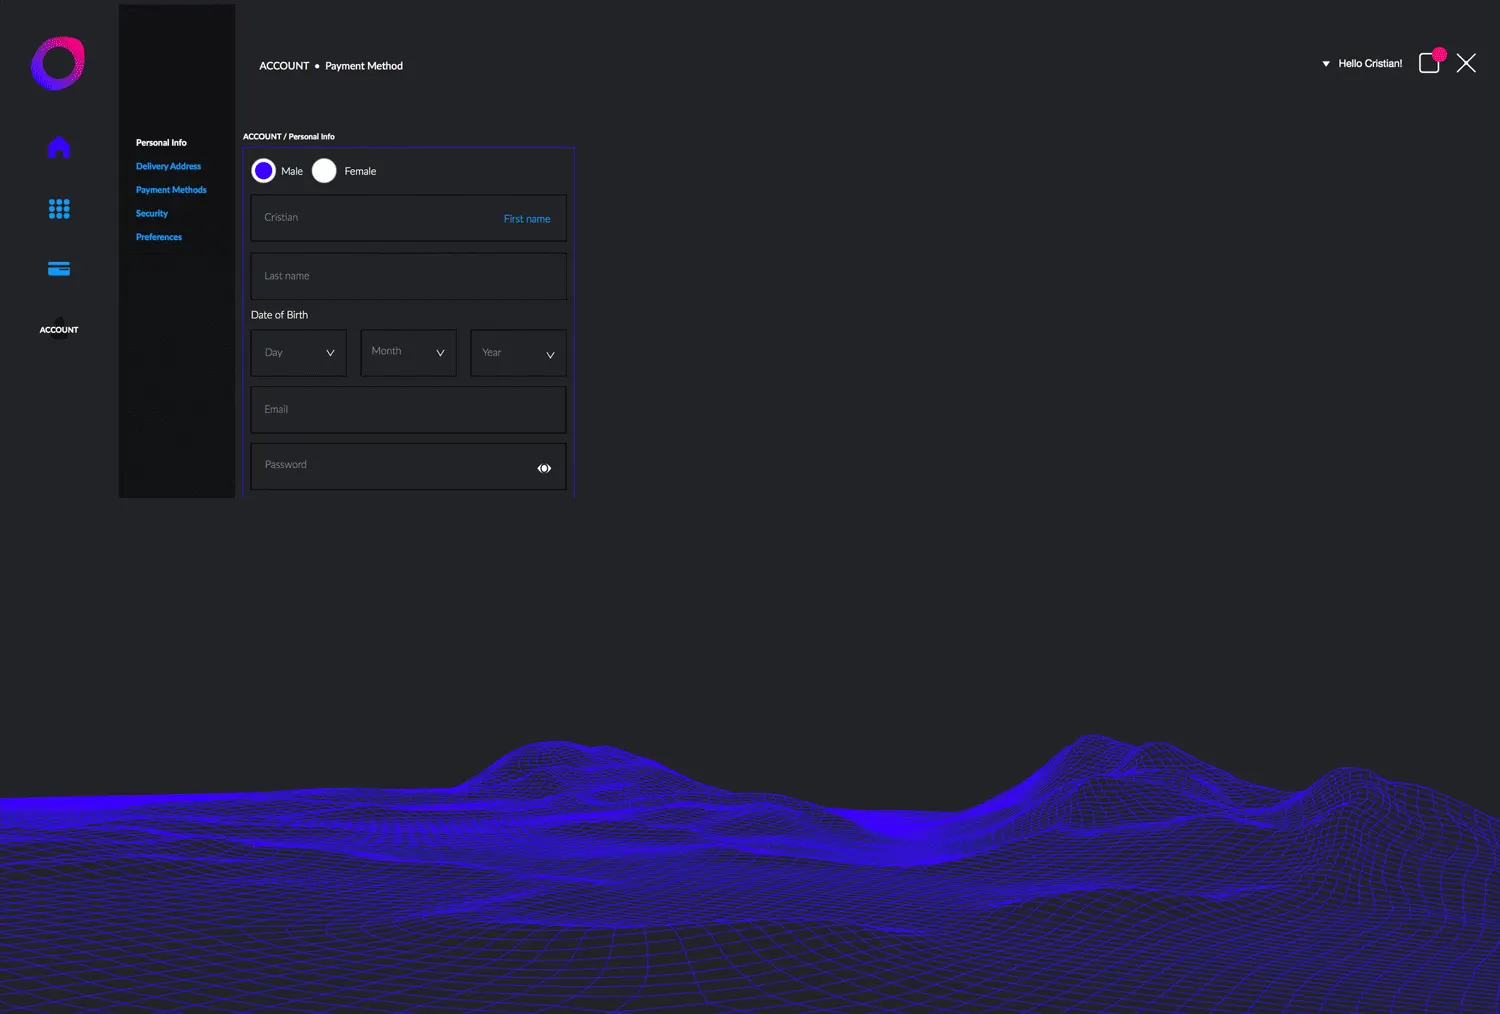 ACCOUNT • Payment Method
Hello Cristian!
Personal Info
Delivery Address
Payment Methods
Security
Preferences
ACCOUNT
ACCOUNT / Personal Info
Male
Female
Cristian
First name
Last name
Date of Birth
Day
Month
Year
Email
Password